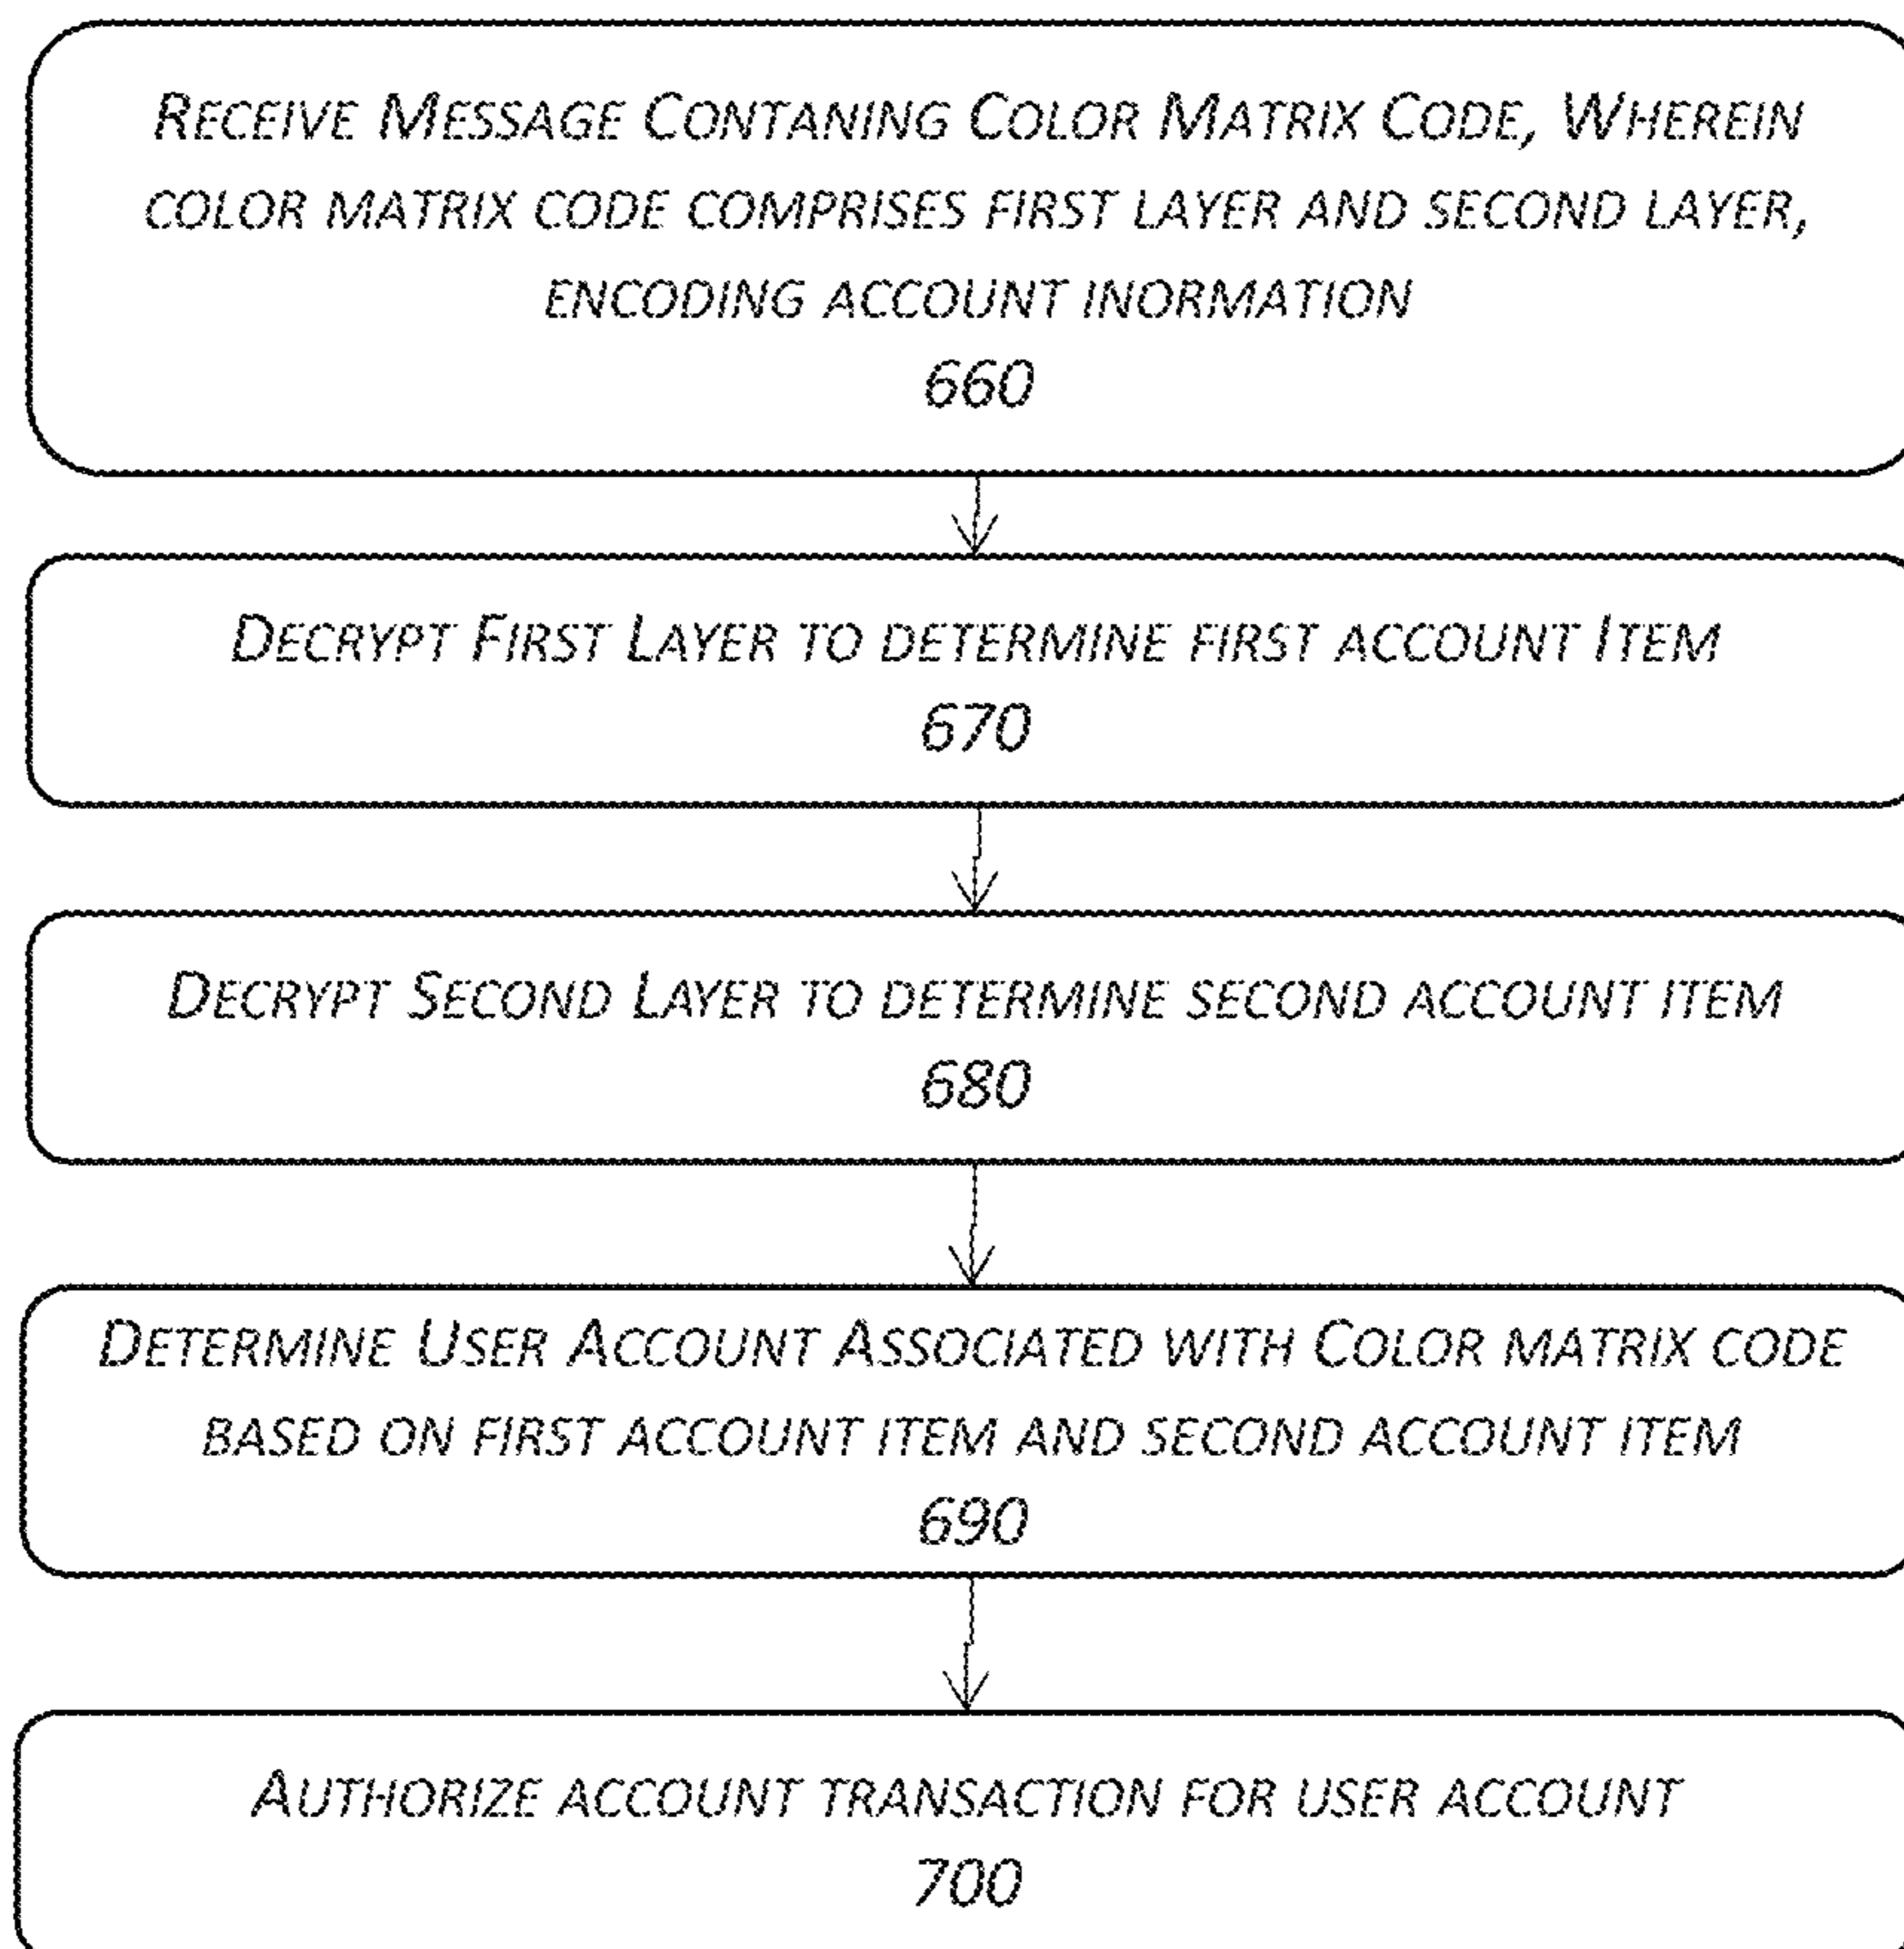 RECEIVE MESSAGE CONTANING COLOR MATRIX CODE, WHEREIN
COLOR MATRIX CODE COMPRISES FIRST LAYER AND SECOND LAYER,
ENCODING ACCOUNT INORMATION
660
DECRYPT FIRST LAYER TO DETERMINE FIRST ACCOUNT ITEM
670
DECRYPT SECOND LAYER TO DETERMINE SECOND ACCOUNT ITEM
680
DETERMINE USER ACCOUNT ASSOCIATED WITH COLOR MATRIX CODE
BASED ON FIRST ACCOUNT ITEM AND SECOND ACCOUNT ITEM
690
AUTHORIZE ACCOUNT TRANSACTION FOR USER ACCOUNT
700